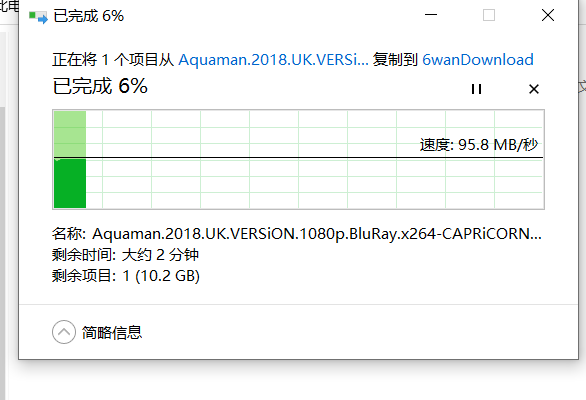 此电
已完成 6%
正在将 1 个项目从 Aquaman.2018.UK.VERSi... 复制到 6wanDownload
已完成 6%
速度: 95.8 MB/秒
名称: Aquaman.2018.UK.VERSiON.1080p.BluRay.x264-CAPRiCORN...
剩余时间: 大约 2 分钟
剩余项目: 1 (10.2 GB)
简略信息